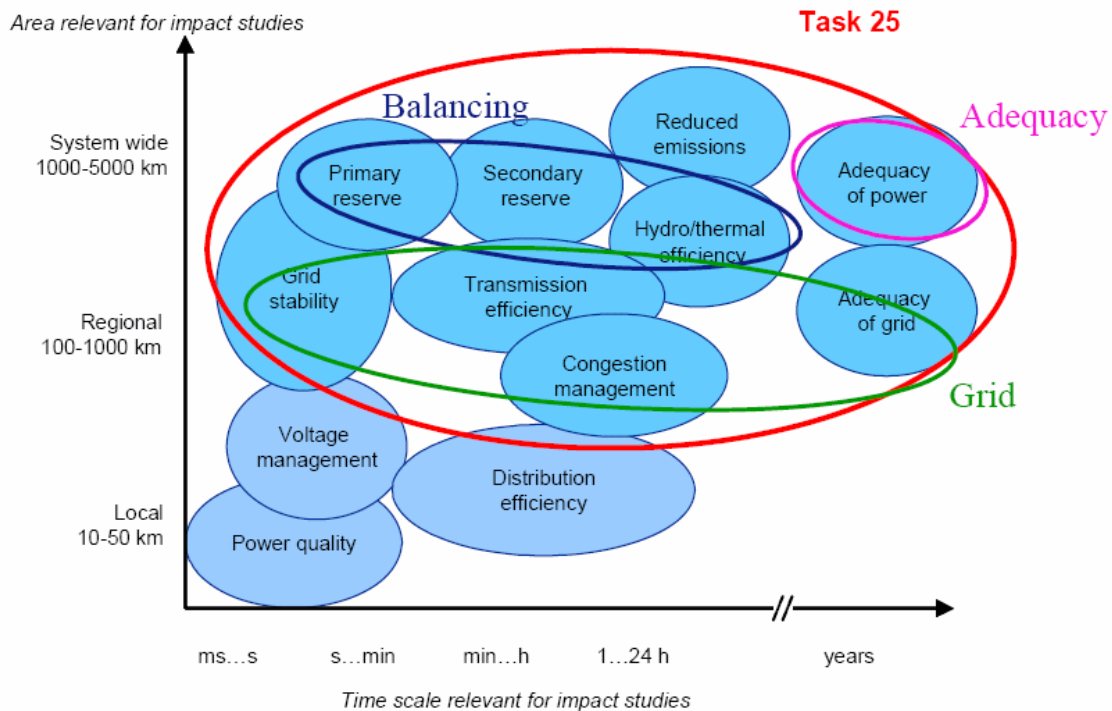 Area relevant for impact studies
Task 25
Balancing
Adequacy
System wide
1000-5000 km
Primary
reserve
Secondary
reserve
Reduced
emissions
Adequacy
of power
Hydro/thermal
efficiency
Grid
stability
Transmission
efficiency
Adequacy
of grid
Regional
100-1000 km
Congestion
management
Grid
Voltage
management
Distribution
efficiency
Local
10-50 km
Power quality
ms...s
s...min
min...h
1...24 h
years
Time scale relevant for impact studies